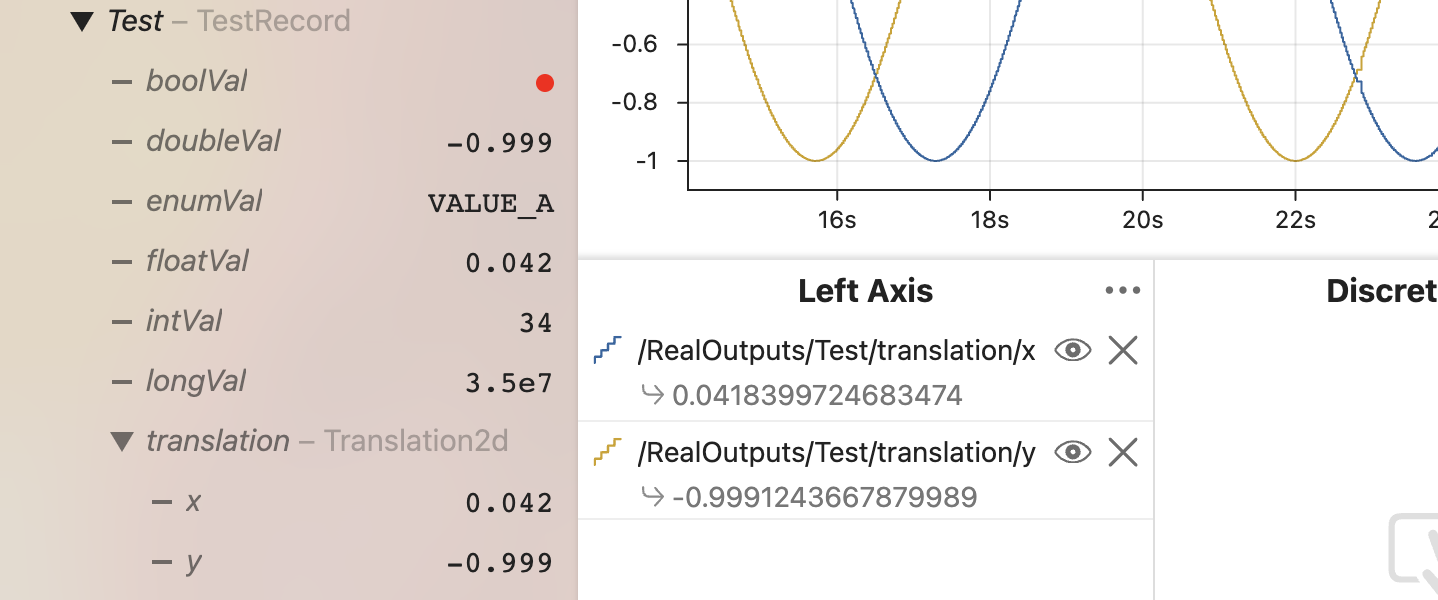 Test – TestRecord
boolVal
doubleVal -0.999
enumVal VALUE_A
floatVal 0.042
intVal 34
longVal 3.5e7
translation – Translation2d
x 0.042
y -0.999
-0.6
-0.8
-1
16s 18s 20s 22s 2
Left Axis
/RealOutputs/Test/translation/x
0.0418399724683474
/RealOutputs/Test/translation/y
-0.9991243667879989
Discret